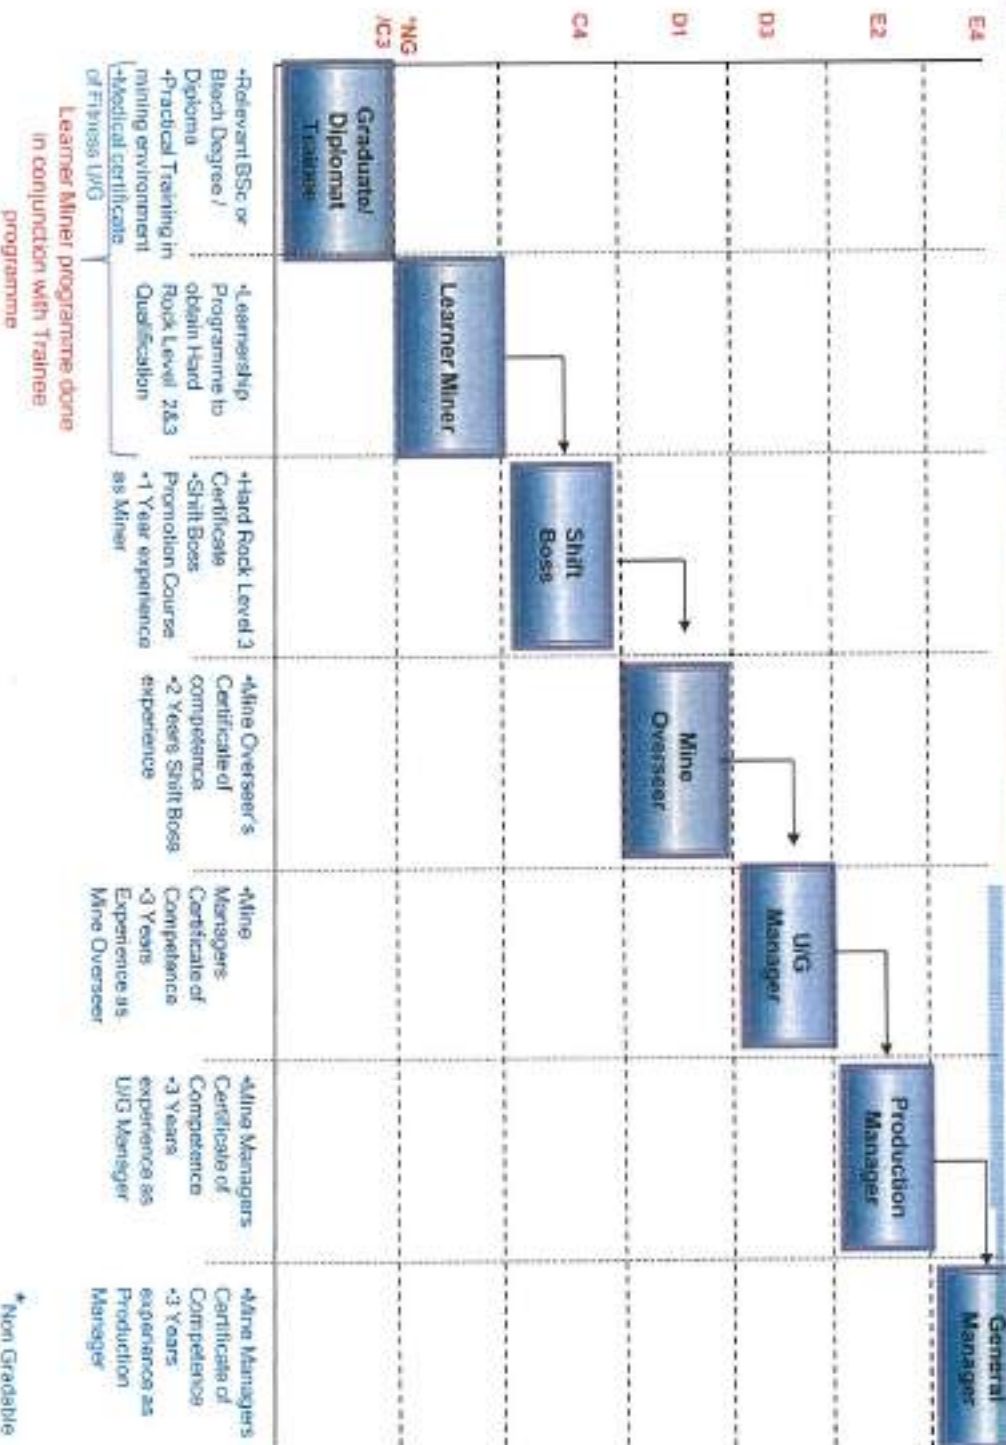 E4
E2
D3
D1
C4
*NG
/C3
General
Manager
Production
Manager
U/G
Manager
Mine
Overseer
Shift
Boss
Learner Miner
Graduate/
Diplomat
Trainee
•Relevant BSc or
Btech Degree /
Diploma
•Practical Training in
mining environment
•Medical certificate
of Fitness U/G
•Learnership
Programme to
obtain Hard
Rock Level 2&3
Qualification
•Hard Rock Level 3
Certificate
•Shift Boss
Promotion Course
•1 Year experience
as Miner
•Mine Overseer's
Certificate of
competence
•2 Years Shift Boss
experience
•Mine
Managers
Certificate of
Competence
•3 Years
Experience as
Mine Overseer
•Mine Managers
Certificate of
Competence
•3 Years
experience as
U/G Manager
•Mine Managers
Certificate of
Competence
•3 Years
experience as
Production
Manager
Learner Miner programme done
in conjunction with Trainee
programme
* Non Gradable